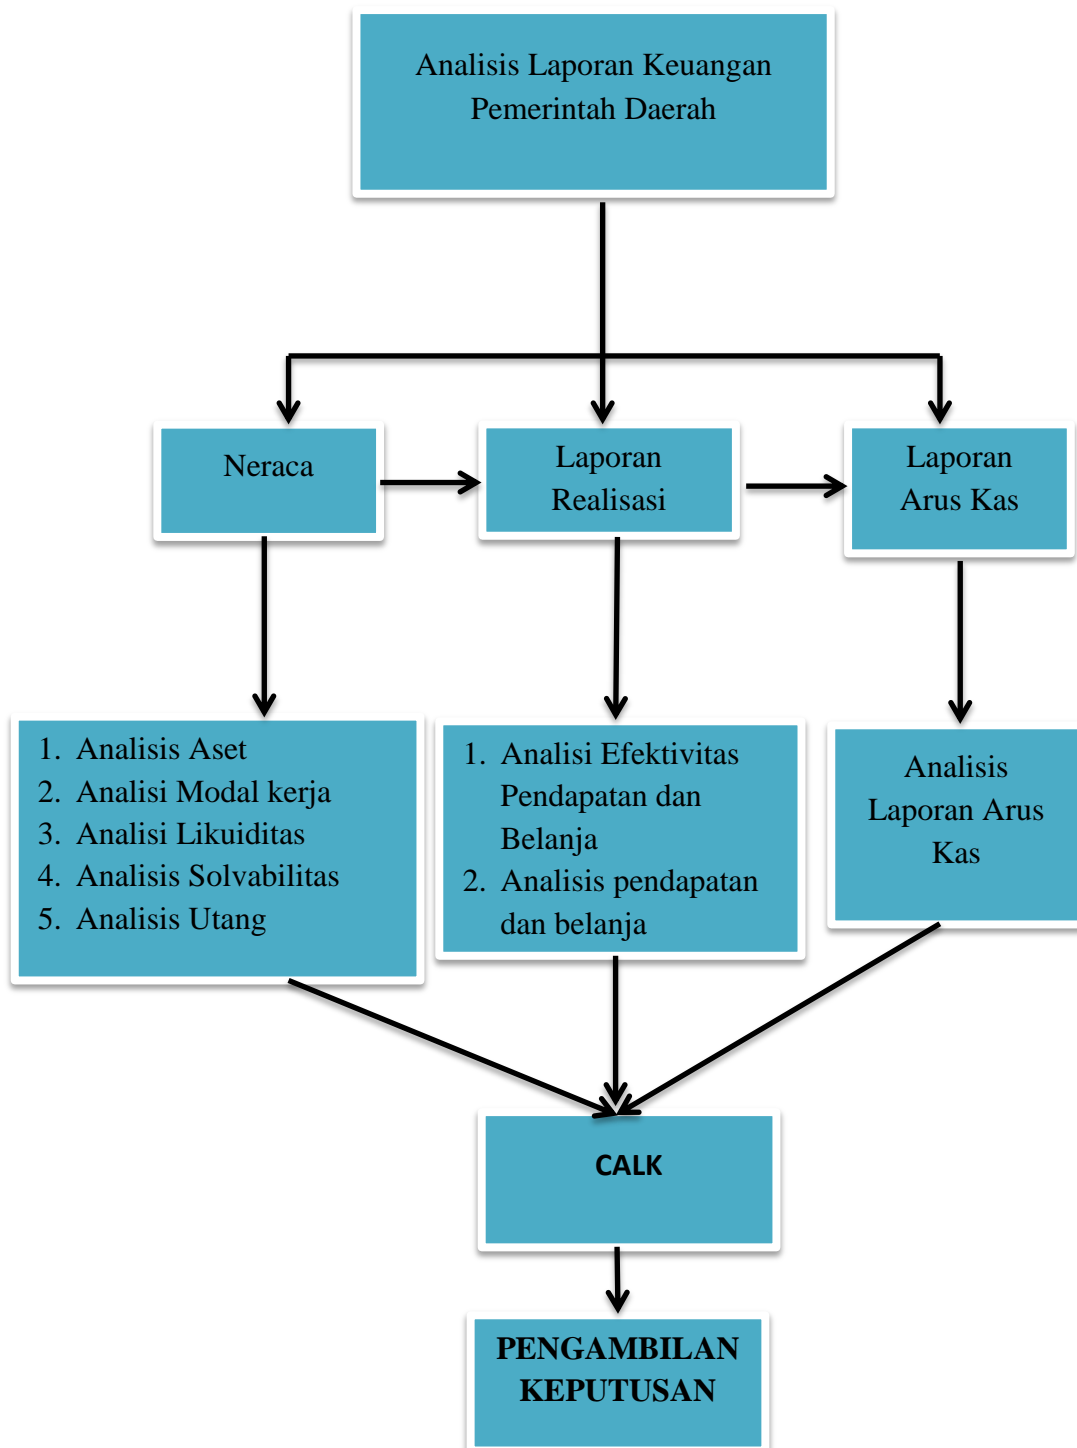 Analisis Laporan Keuangan
Pemerintah Daerah
Neraca
Laporan
Realisasi
Laporan
Arus Kas
1. Analisis Aset
2. Analisi Modal kerja
3. Analisi Likuiditas
4. Analisis Solvabilitas
5. Analisis Utang
1. Analisi Efektivitas
Pendapatan dan
Belanja
2. Analisis pendapatan
dan belanja
Analisis
Laporan Arus
Kas
CALK
PENGAMBILAN
KEPUTUSAN